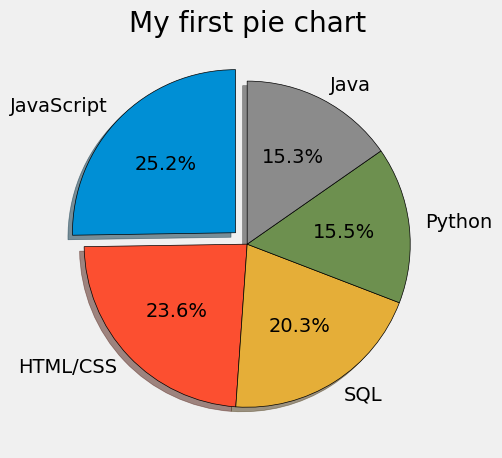 My first pie chart
JavaScript
Java
25.2%
15.3%
Python
15.5%
23.6%
20.3%
HTML/CSS
SQL